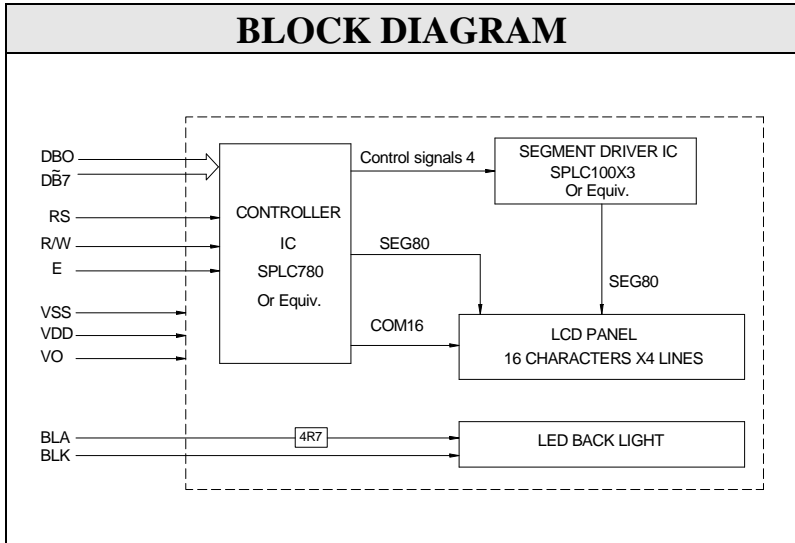 BLOCK DIAGRAM
DBO
~
DB7
RS
R/W
E
VSS
VDD
VO
BLA
BLK
CONTROLLER
IC
SPLC780
Or Equiv.
Control signals 4
SEG80
COM16
SEGMENT DRIVER IC
SPLC100X3
Or Equiv.
SEG80
LCD PANEL
16 CHARACTERS X4 LINES
4R7
LED BACK LIGHT